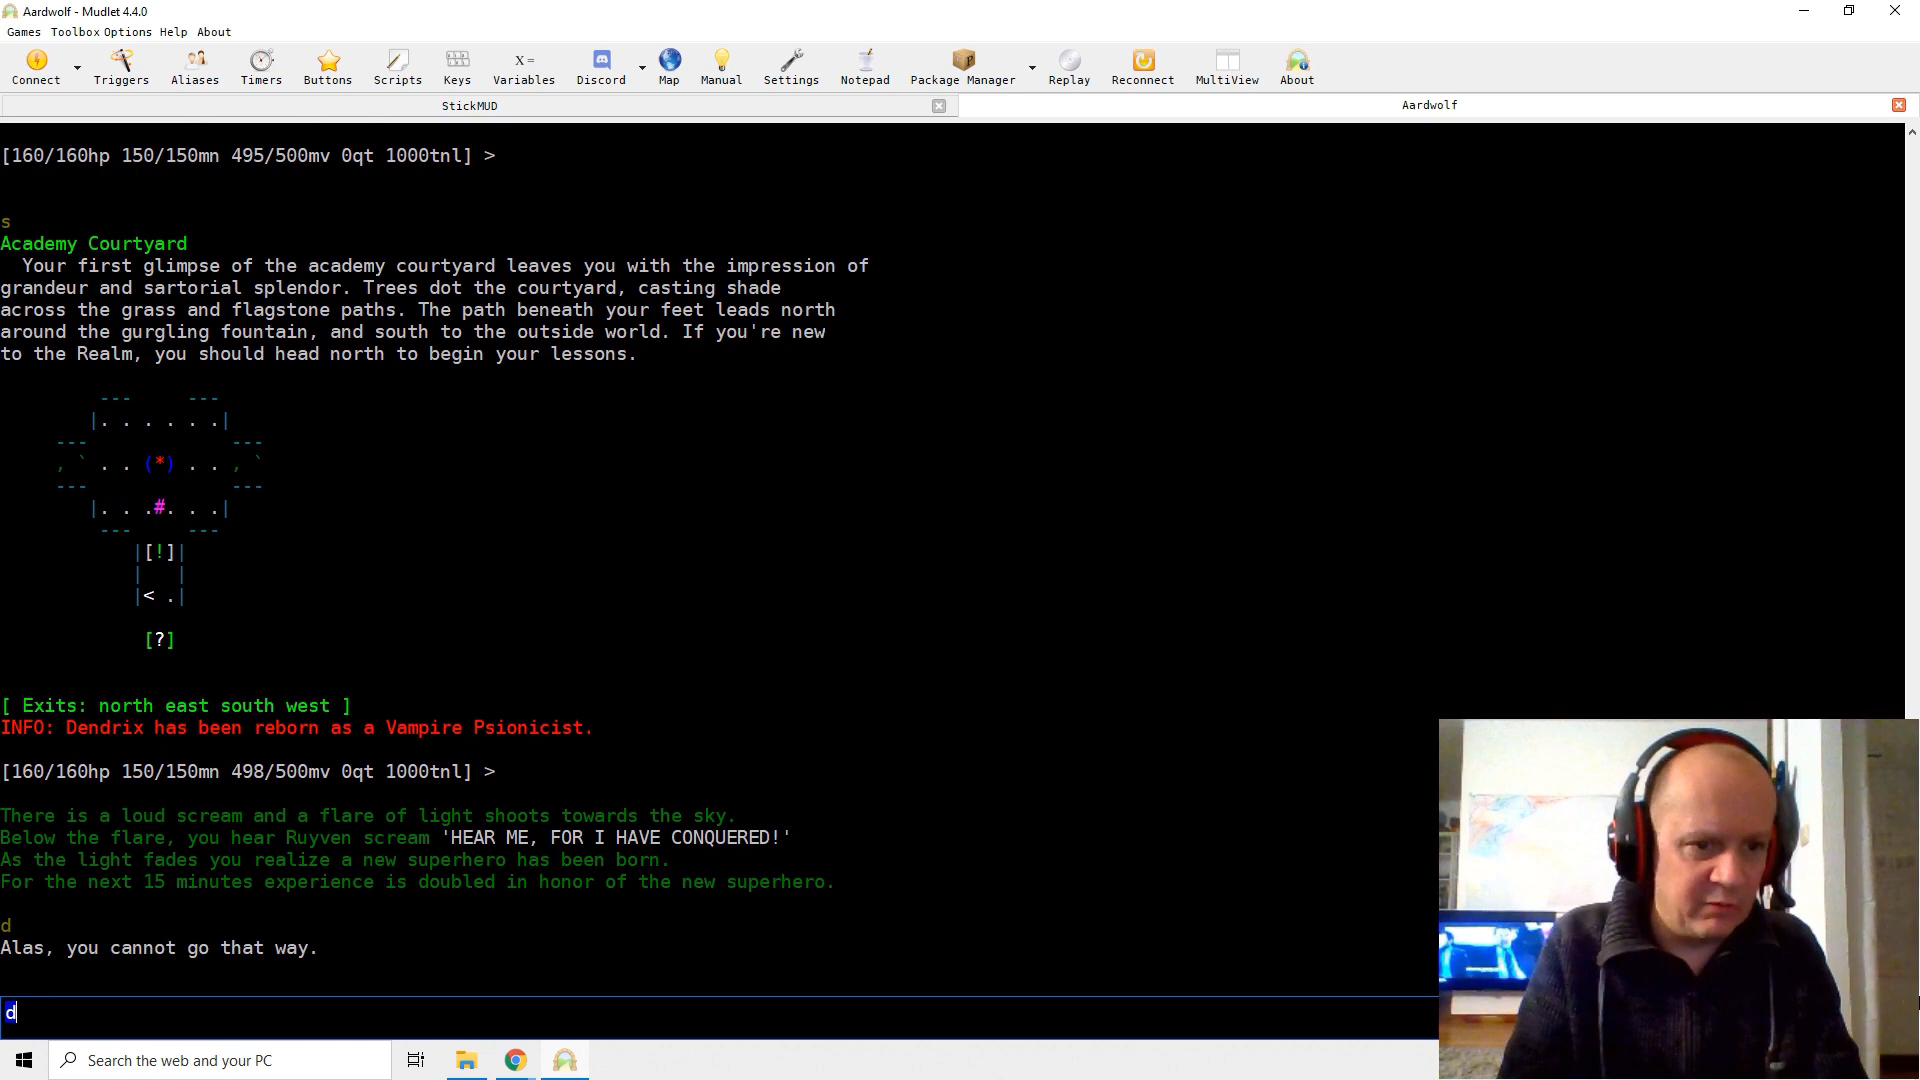 Aardwolf - Mudlet 4.4.0
Games Toolbox Options Help About
Connect Triggers Aliases Timers Buttons Scripts Keys Variables Discord Map Manual Settings Notepad Package Manager Replay Reconnect MultiView About
StickMUD Aardwolf
[160/160hp 150/150mn 495/500mv 0qt 1000tnl] >
s
Academy Courtyard
Your first glimpse of the academy courtyard leaves you with the impression of
grandeur and sartorial splendor. Trees dot the courtyard, casting shade
across the grass and flagstone paths. The path beneath your feet leads north
around the gurgling fountain, and south to the outside world. If you're new
to the Realm, you should head north to begin your lessons.
--- ---
|. . . . . .|
--- ---
, ` . . (*) . . , `
--- ---
|. . .#. . .|
--- ---
|[!]|
| |
|< .|
[?]
[ Exits: north east south west ]
INFO: Dendrix has been reborn as a Vampire Psionicist.
[160/160hp 150/150mn 498/500mv 0qt 1000tnl] >
There is a loud scream and a flare of light shoots towards the sky.
Below the flare, you hear Ruyven scream 'HEAR ME, FOR I HAVE CONQUERED!'
As the light fades you realize a new superhero has been born.
For the next 15 minutes experience is doubled in honor of the new superhero.
d
Alas, you cannot go that way.
d
Search the web and your PC